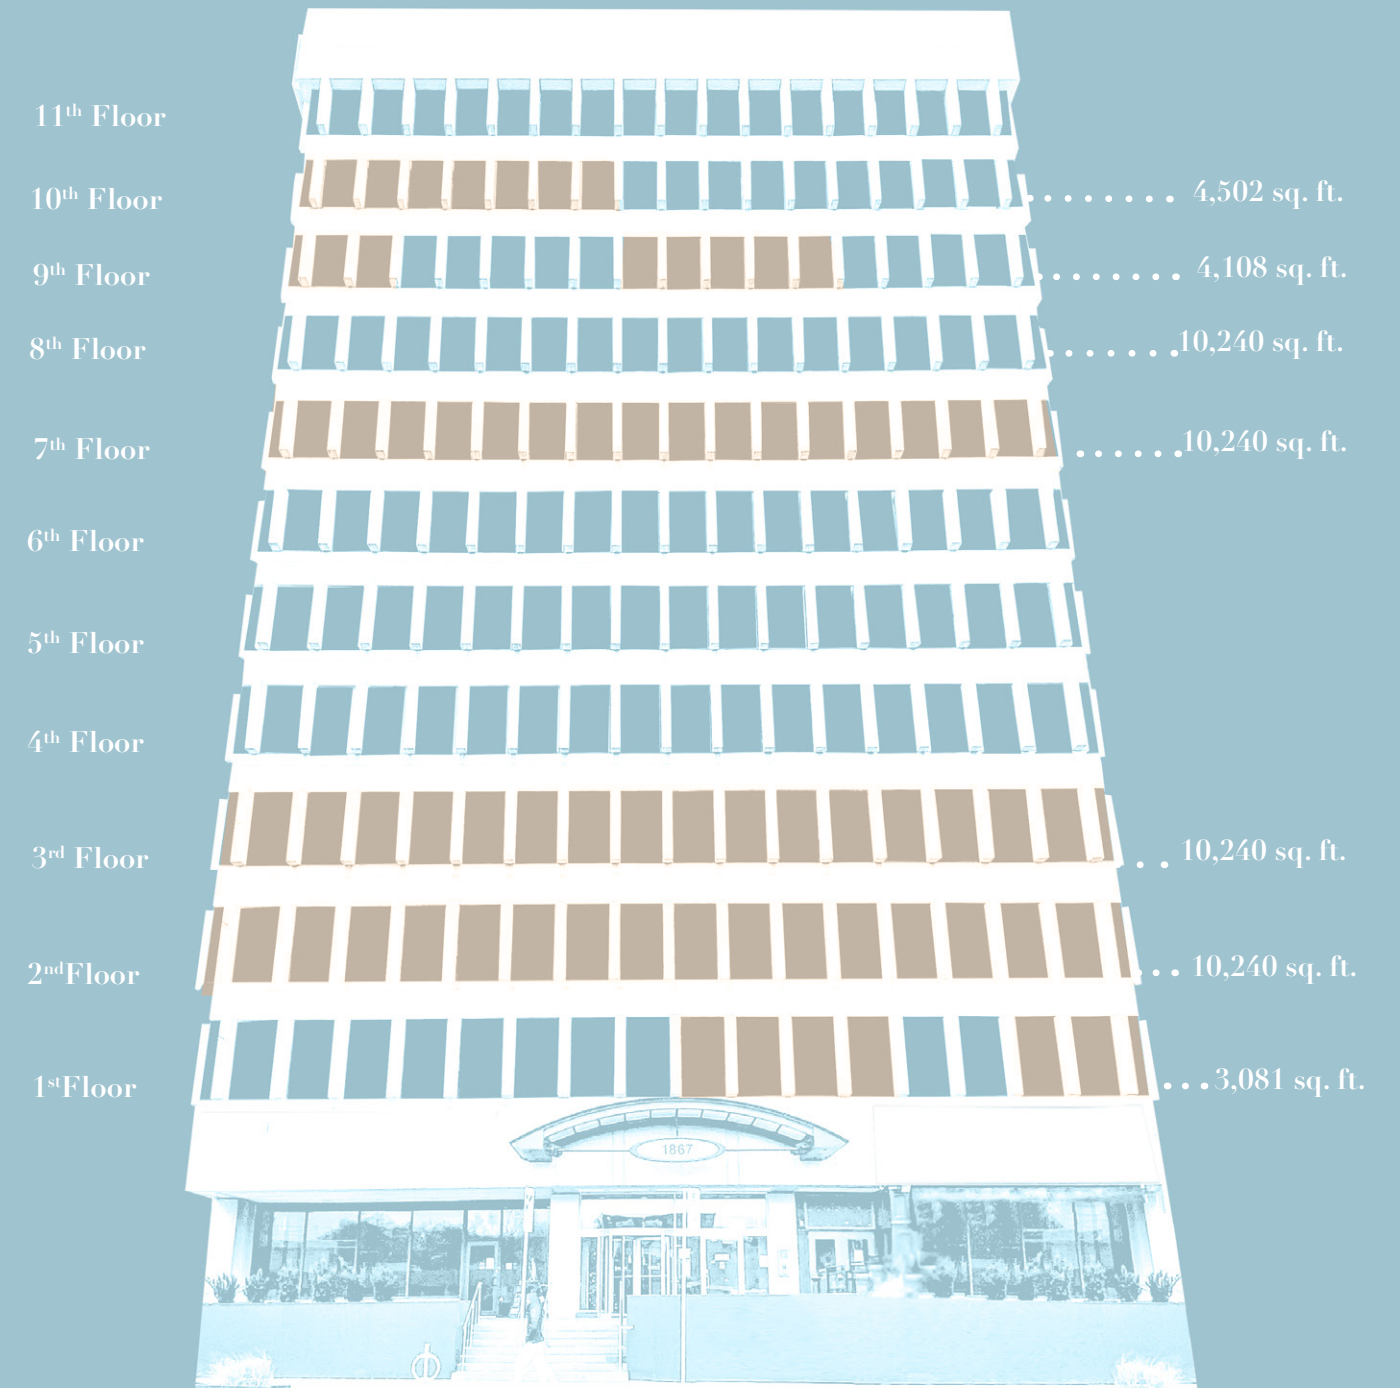 11th Floor
10th Floor 4,502 sq. ft.
9th Floor 4,108 sq. ft.
8th Floor 10,240 sq. ft.
7th Floor 10,240 sq. ft.
6th Floor
5th Floor
4th Floor
3rd Floor 10,240 sq. ft.
2ndFloor 10,240 sq. ft.
1stFloor 3,081 sq. ft.
1867